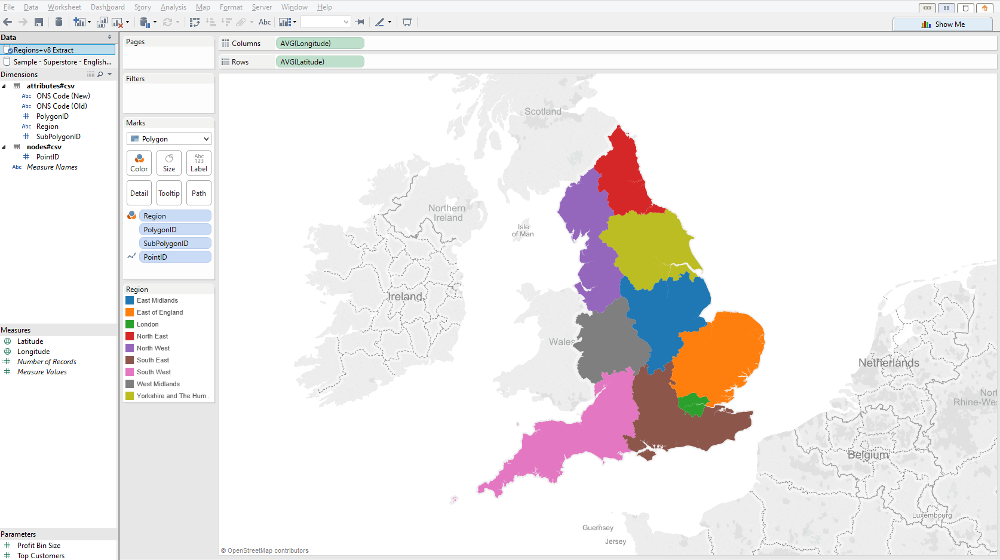 File Data Worksheet Dashboard Story Analysis Map Format Server Window Help
Abc
Show Me
Data
Regions+v8 Extract
Sample - Superstore - English...
Dimensions
attributes#csv
Abc ONS Code (New)
Abc ONS Code (Old)
# PolygonID
Abc Region
# SubPolygonID
nodes#csv
# PointID
Abc Measure Names
Measures
Latitude
Longitude
# Number of Records
# Measure Values
Parameters
# Profit Bin Size
# Top Customers
Pages
Filters
Marks
Polygon
Abc
123
Color Size Label
Detail Tooltip Path
Region
PolygonID
SubPolygonID
PointID
Region
East Midlands
East of England
London
North East
North West
South East
South West
West Midlands
Yorkshire and The Hum..
Columns AVG(Longitude)
Rows AVG(Latitude)
Scotland
Northern
Ireland
Isle
of Man
Ireland
Wales
Netherlands
Nort
Rhine-Wes
Belgium
Luxembourg
Guernsey
Jersey
© OpenStreetMap contributors